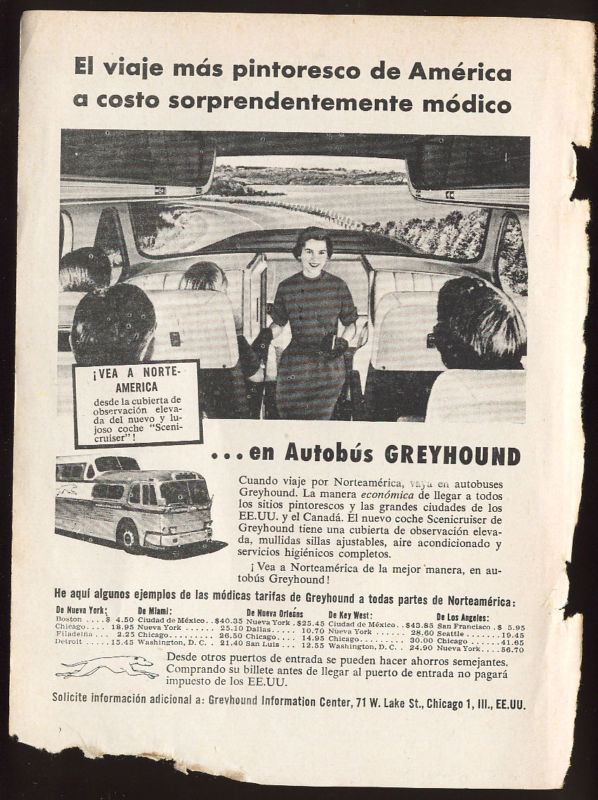 El viaje más pintoresco de América
a costo sorprendentemente módico
¡VEA A NORTE-
AMERICA
desde la cubierta de
observación eleva-
da del nuevo y lu-
joso coche "Sceni-
cruiser"!
...en Autobús GREYHOUND
Cuando viaje por Norteamérica, vaya en autobuses
Greyhound. La manera económica de llegar a todos
los sitios pintorescos y las grandes ciudades de los
EE.UU. y el Canadá. El nuevo coche Scenicruiser de
Greyhound tiene una cubierta de observación eleva-
da, mullidas sillas ajustables, aire acondicionado y
servicios higiénicos completos.
¡Vea a Norteamérica de la mejor manera, en au-
tobús Greyhound!
He aquí algunos ejemplos de las módicas tarifas de Greyhound a todas partes de Norteamérica:
De Nueva York: De Miami: De Nueva Orleáns De Key West: De Los Angeles:
Boston ....$ 4.50 Ciudad de México..$40.35 Nueva York .$25.45 Ciudad de México..$43.85 San Francisco.$ 5.95
Chicago.... 18.95 Nueva York ...... 25.10 Dallas..... 10.70 Nueva York ...... 28.60 Seattle ...... 19.45
Filadelfia ... 2.25 Chicago......... 26.50 Chicago.... 14.95 Chicago......... 30.00 Chicago...... 41.65
Detroit..... 15.45 Washington, D. C. . 21.40 San Luis ... 12.55 Washington, D. C. . 24.90 Nueva York... 56.70
Desde otros puertos de entrada se pueden hacer ahorros semejantes.
Comprando su billete antes de llegar al puerto de entrada no pagará
impuesto de los EE.UU.
Solicite información adicional a: Greyhound Information Center, 71 W. Lake St., Chicago 1, Ill., EE.UU.